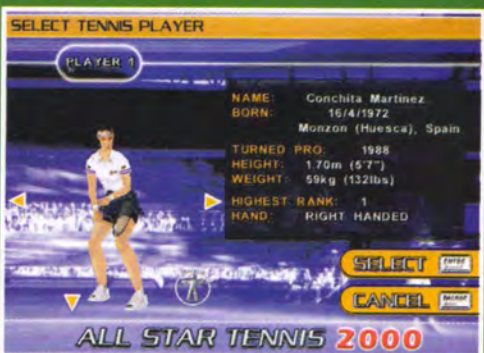 SELECT TENNIS PLAYER
PLAYER 1
NAME: Conchita Martinez
BORN: 16/4/1972
Monzon (Huesca), Spain
TURNED PRO: 1988
HEIGHT: 1.70m (5'7")
WEIGHT: 59kg (132lbs)
HIGHEST RANK: 1
HAND: RIGHT HANDED
SELECT ENTER
CANCEL
ALL STAR TENNIS 2000